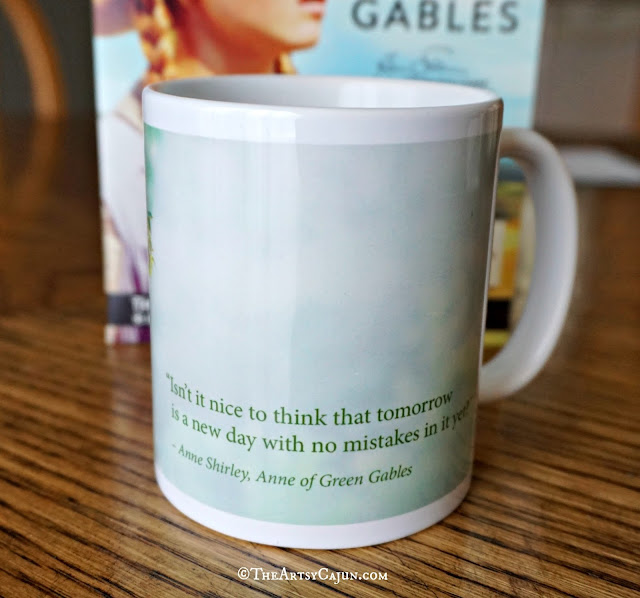 GABLES
"Isn't it nice to think that tomorrow
is a new day with no mistakes in it yet?"
- Anne Shirley, Anne of Green Gables
©TheArtsyCajun.com